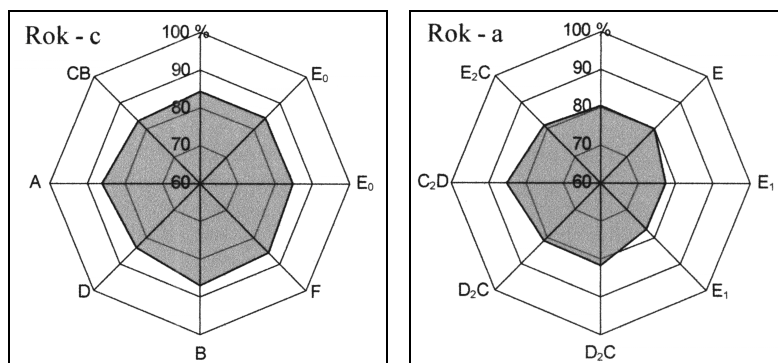 Rok - c
100 %
90
80
70
60
CB
E₀
A
E₀
D
F
B
Rok - a
100 %
90
80
70
60
E₂C
E
C₂D
E₁
D₂C
E₁
D₂C